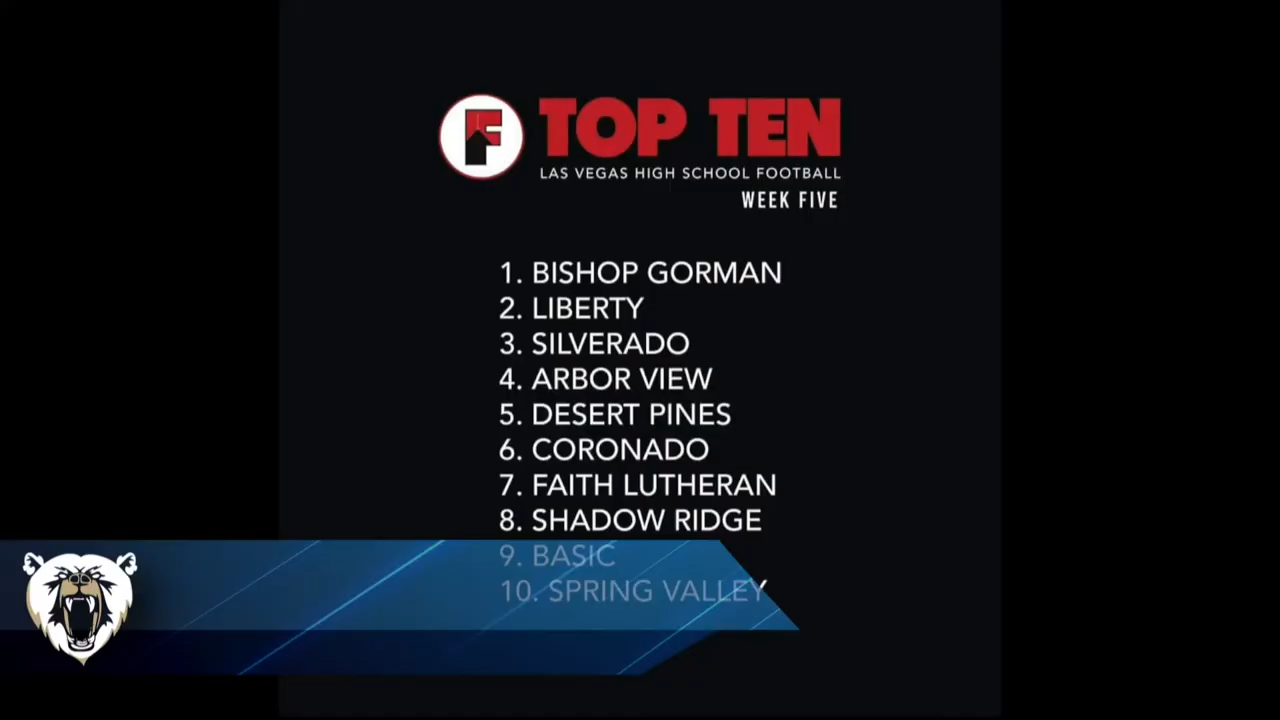 F TOP TEN
LAS VEGAS HIGH SCHOOL FOOTBALL
WEEK FIVE
1. BISHOP GORMAN
2. LIBERTY
3. SILVERADO
4. ARBOR VIEW
5. DESERT PINES
6. CORONADO
7. FAITH LUTHERAN
8. SHADOW RIDGE
9. BASIC
10. SPRING VALLEY